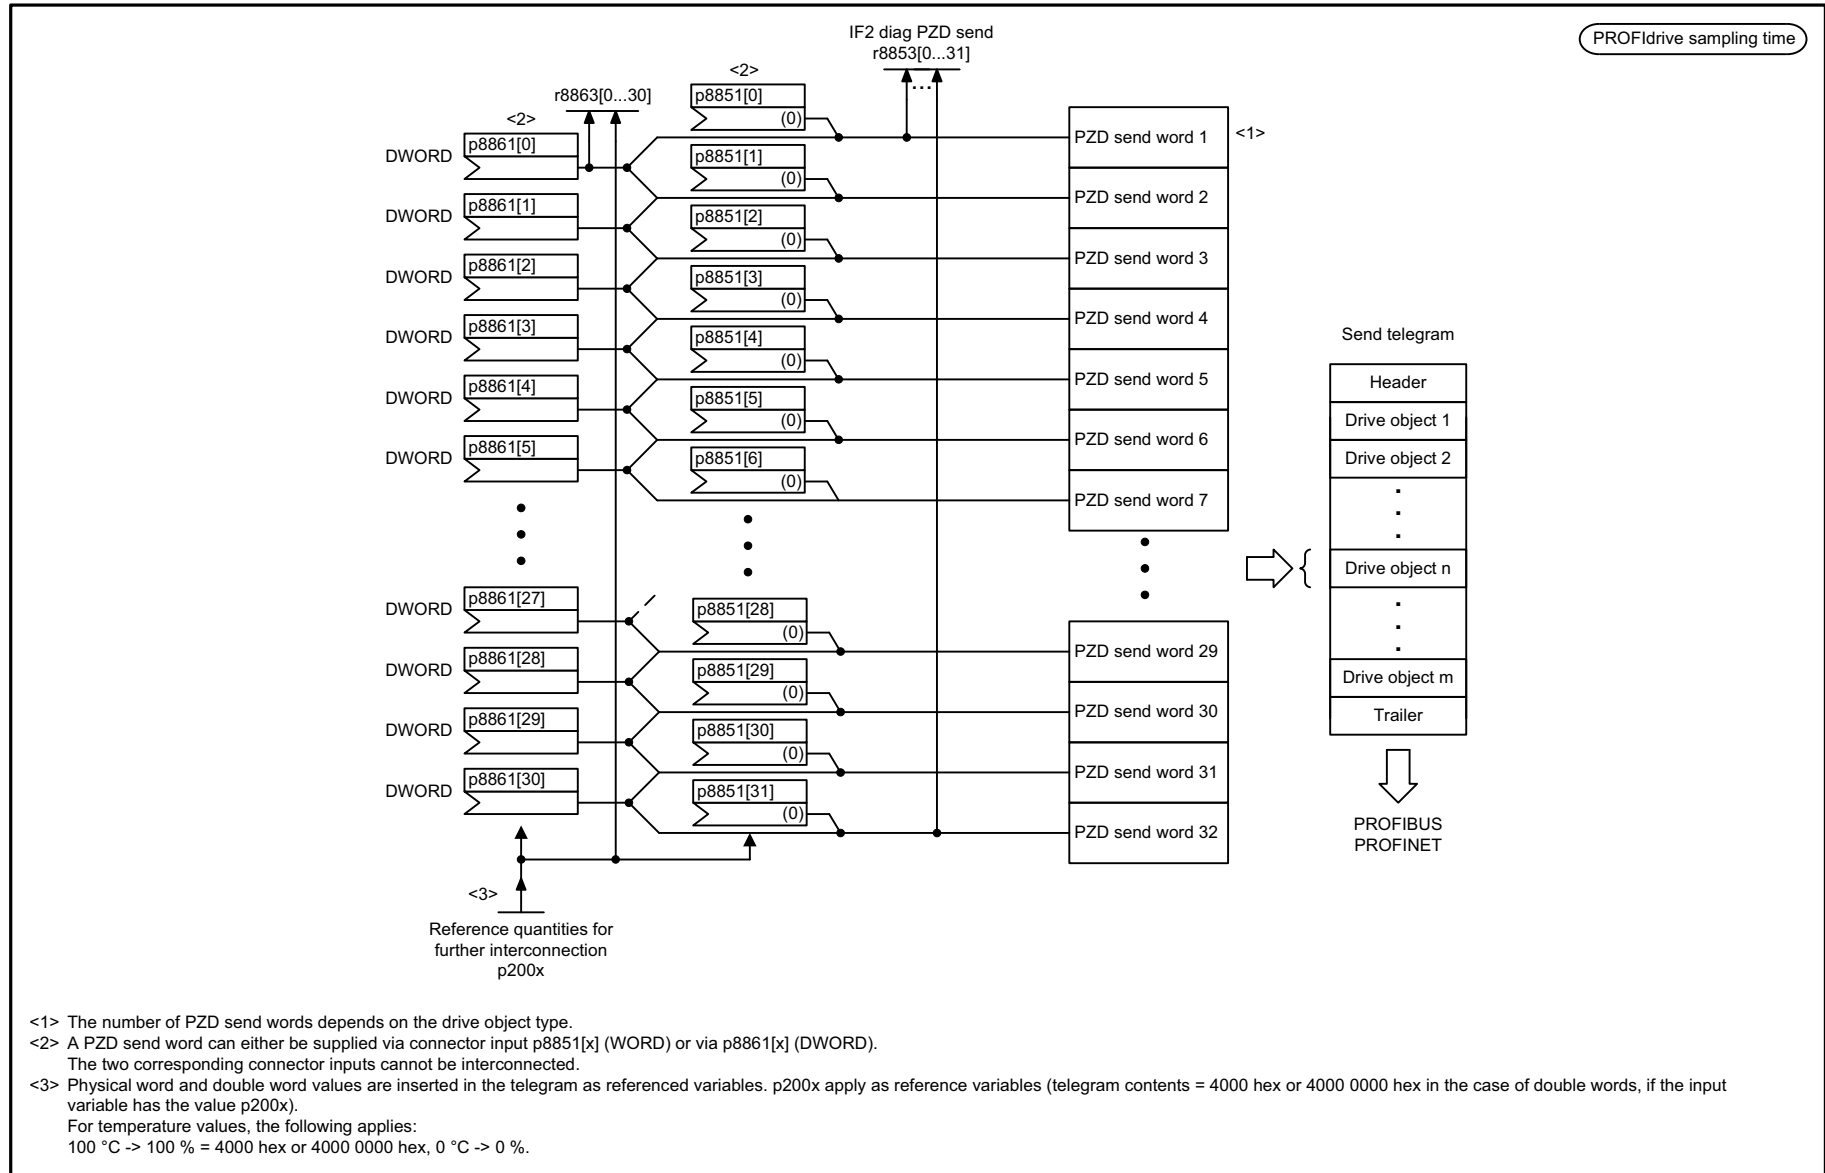 IF2 diag PZD send
r8853[0...31]
PROFIdrive sampling time
<2>
r8863[0...30]
<2>
...
p8851[0]
(0)
p8851[1]
(0)
p8851[2]
(0)
p8851[3]
(0)
p8851[4]
(0)
p8851[5]
(0)
p8851[6]
(0)
p8851[28]
(0)
p8851[29]
(0)
p8851[30]
(0)
p8851[31]
(0)
DWORD p8861[0]
DWORD p8861[1]
DWORD p8861[2]
DWORD p8861[3]
DWORD p8861[4]
DWORD p8861[5]
DWORD p8861[27]
DWORD p8861[28]
DWORD p8861[29]
DWORD p8861[30]
PZD send word 1 <1>
PZD send word 2
PZD send word 3
PZD send word 4
PZD send word 5
PZD send word 6
PZD send word 7
PZD send word 29
PZD send word 30
PZD send word 31
PZD send word 32
Send telegram
Header
Drive object 1
Drive object 2
Drive object n
{
Drive object m
Trailer
PROFIBUS
PROFINET
<3>
Reference quantities for
further interconnection
p200x
<1> The number of PZD send words depends on the drive object type.
<2> A PZD send word can either be supplied via connector input p8851[x] (WORD) or via p8861[x] (DWORD).
The two corresponding connector inputs cannot be interconnected.
<3> Physical word and double word values are inserted in the telegram as referenced variables. p200x apply as reference variables (telegram contents = 4000 hex or 4000 0000 hex in the case of double words, if the input
variable has the value p200x).
For temperature values, the following applies:
100 °C -> 100 % = 4000 hex or 4000 0000 hex, 0 °C -> 0 %.